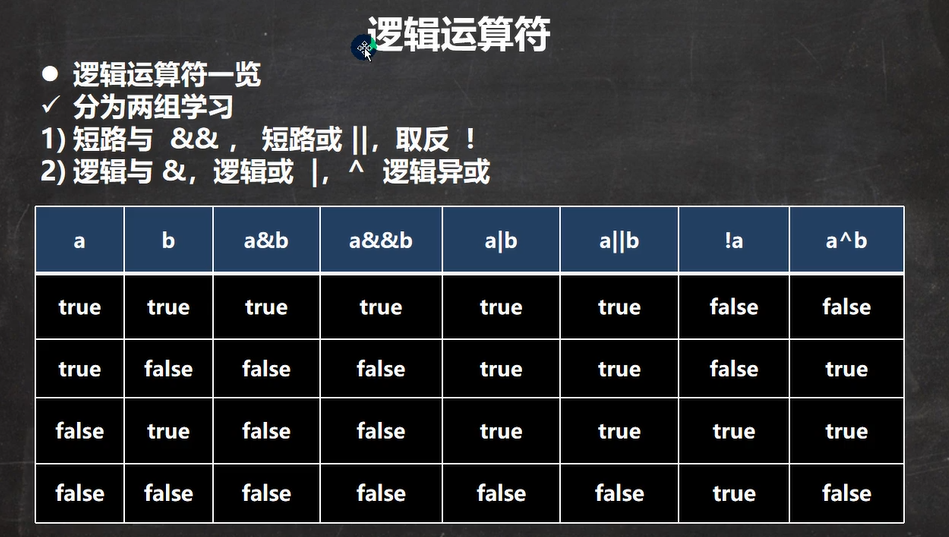 逻辑运算符
● 逻辑运算符一览
✓ 分为两组学习
1) 短路与 && ， 短路或 ||，取反 ！
2) 逻辑与 &，逻辑或 |，^ 逻辑异或
a b a&b a&&b a|b a||b !a a^b
true true true true true true false false
true false false false true true false true
false true false false true true true true
false false false false false false true false